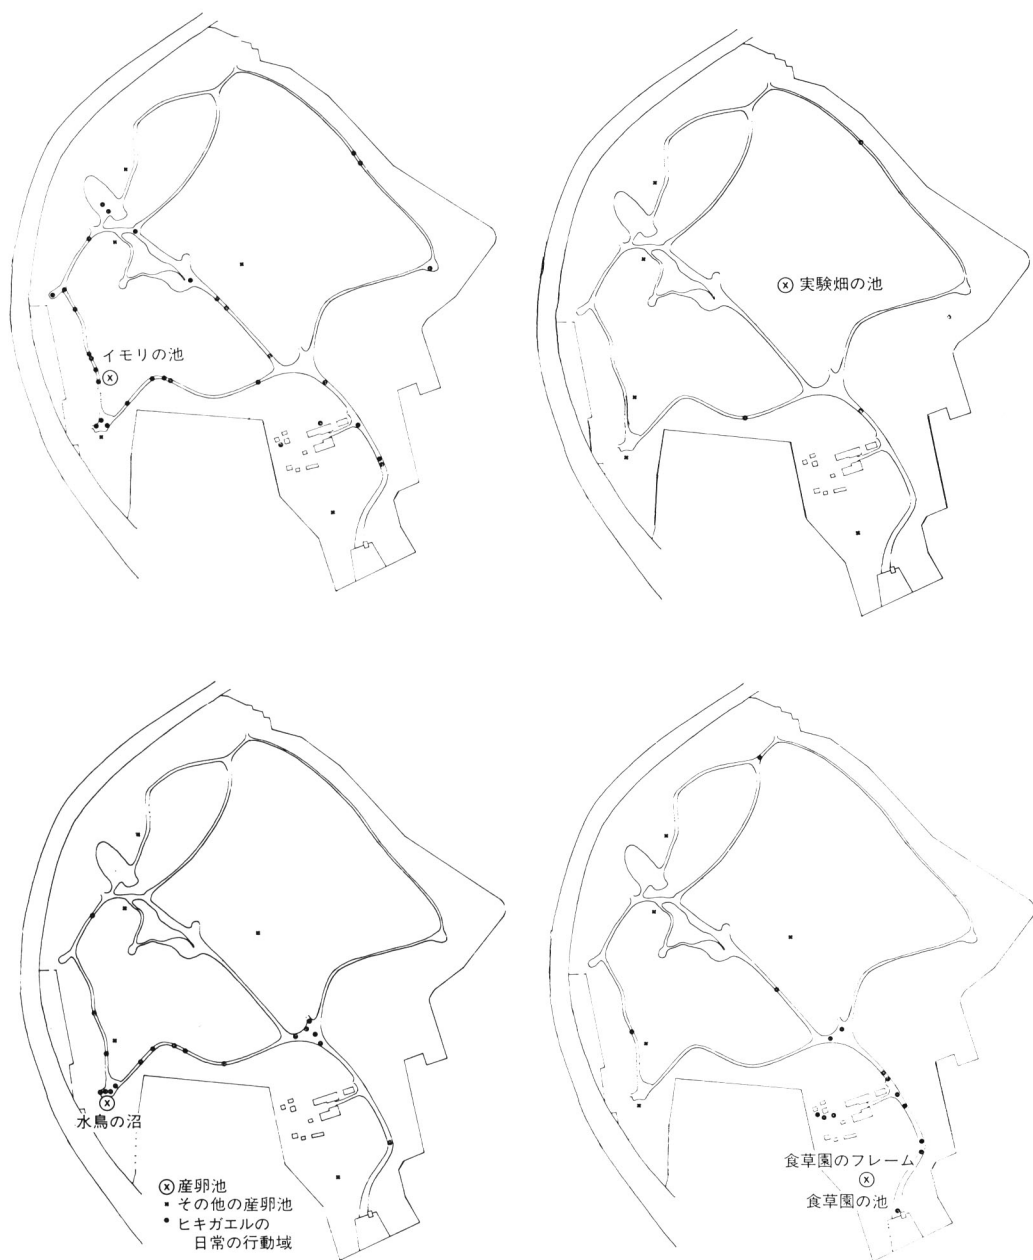 イモリの池
実験畑の池
水鳥の沼
産卵池
その他の産卵池
ヒキガエルの
日常の行動域
食草園のフレーム
食草園の池